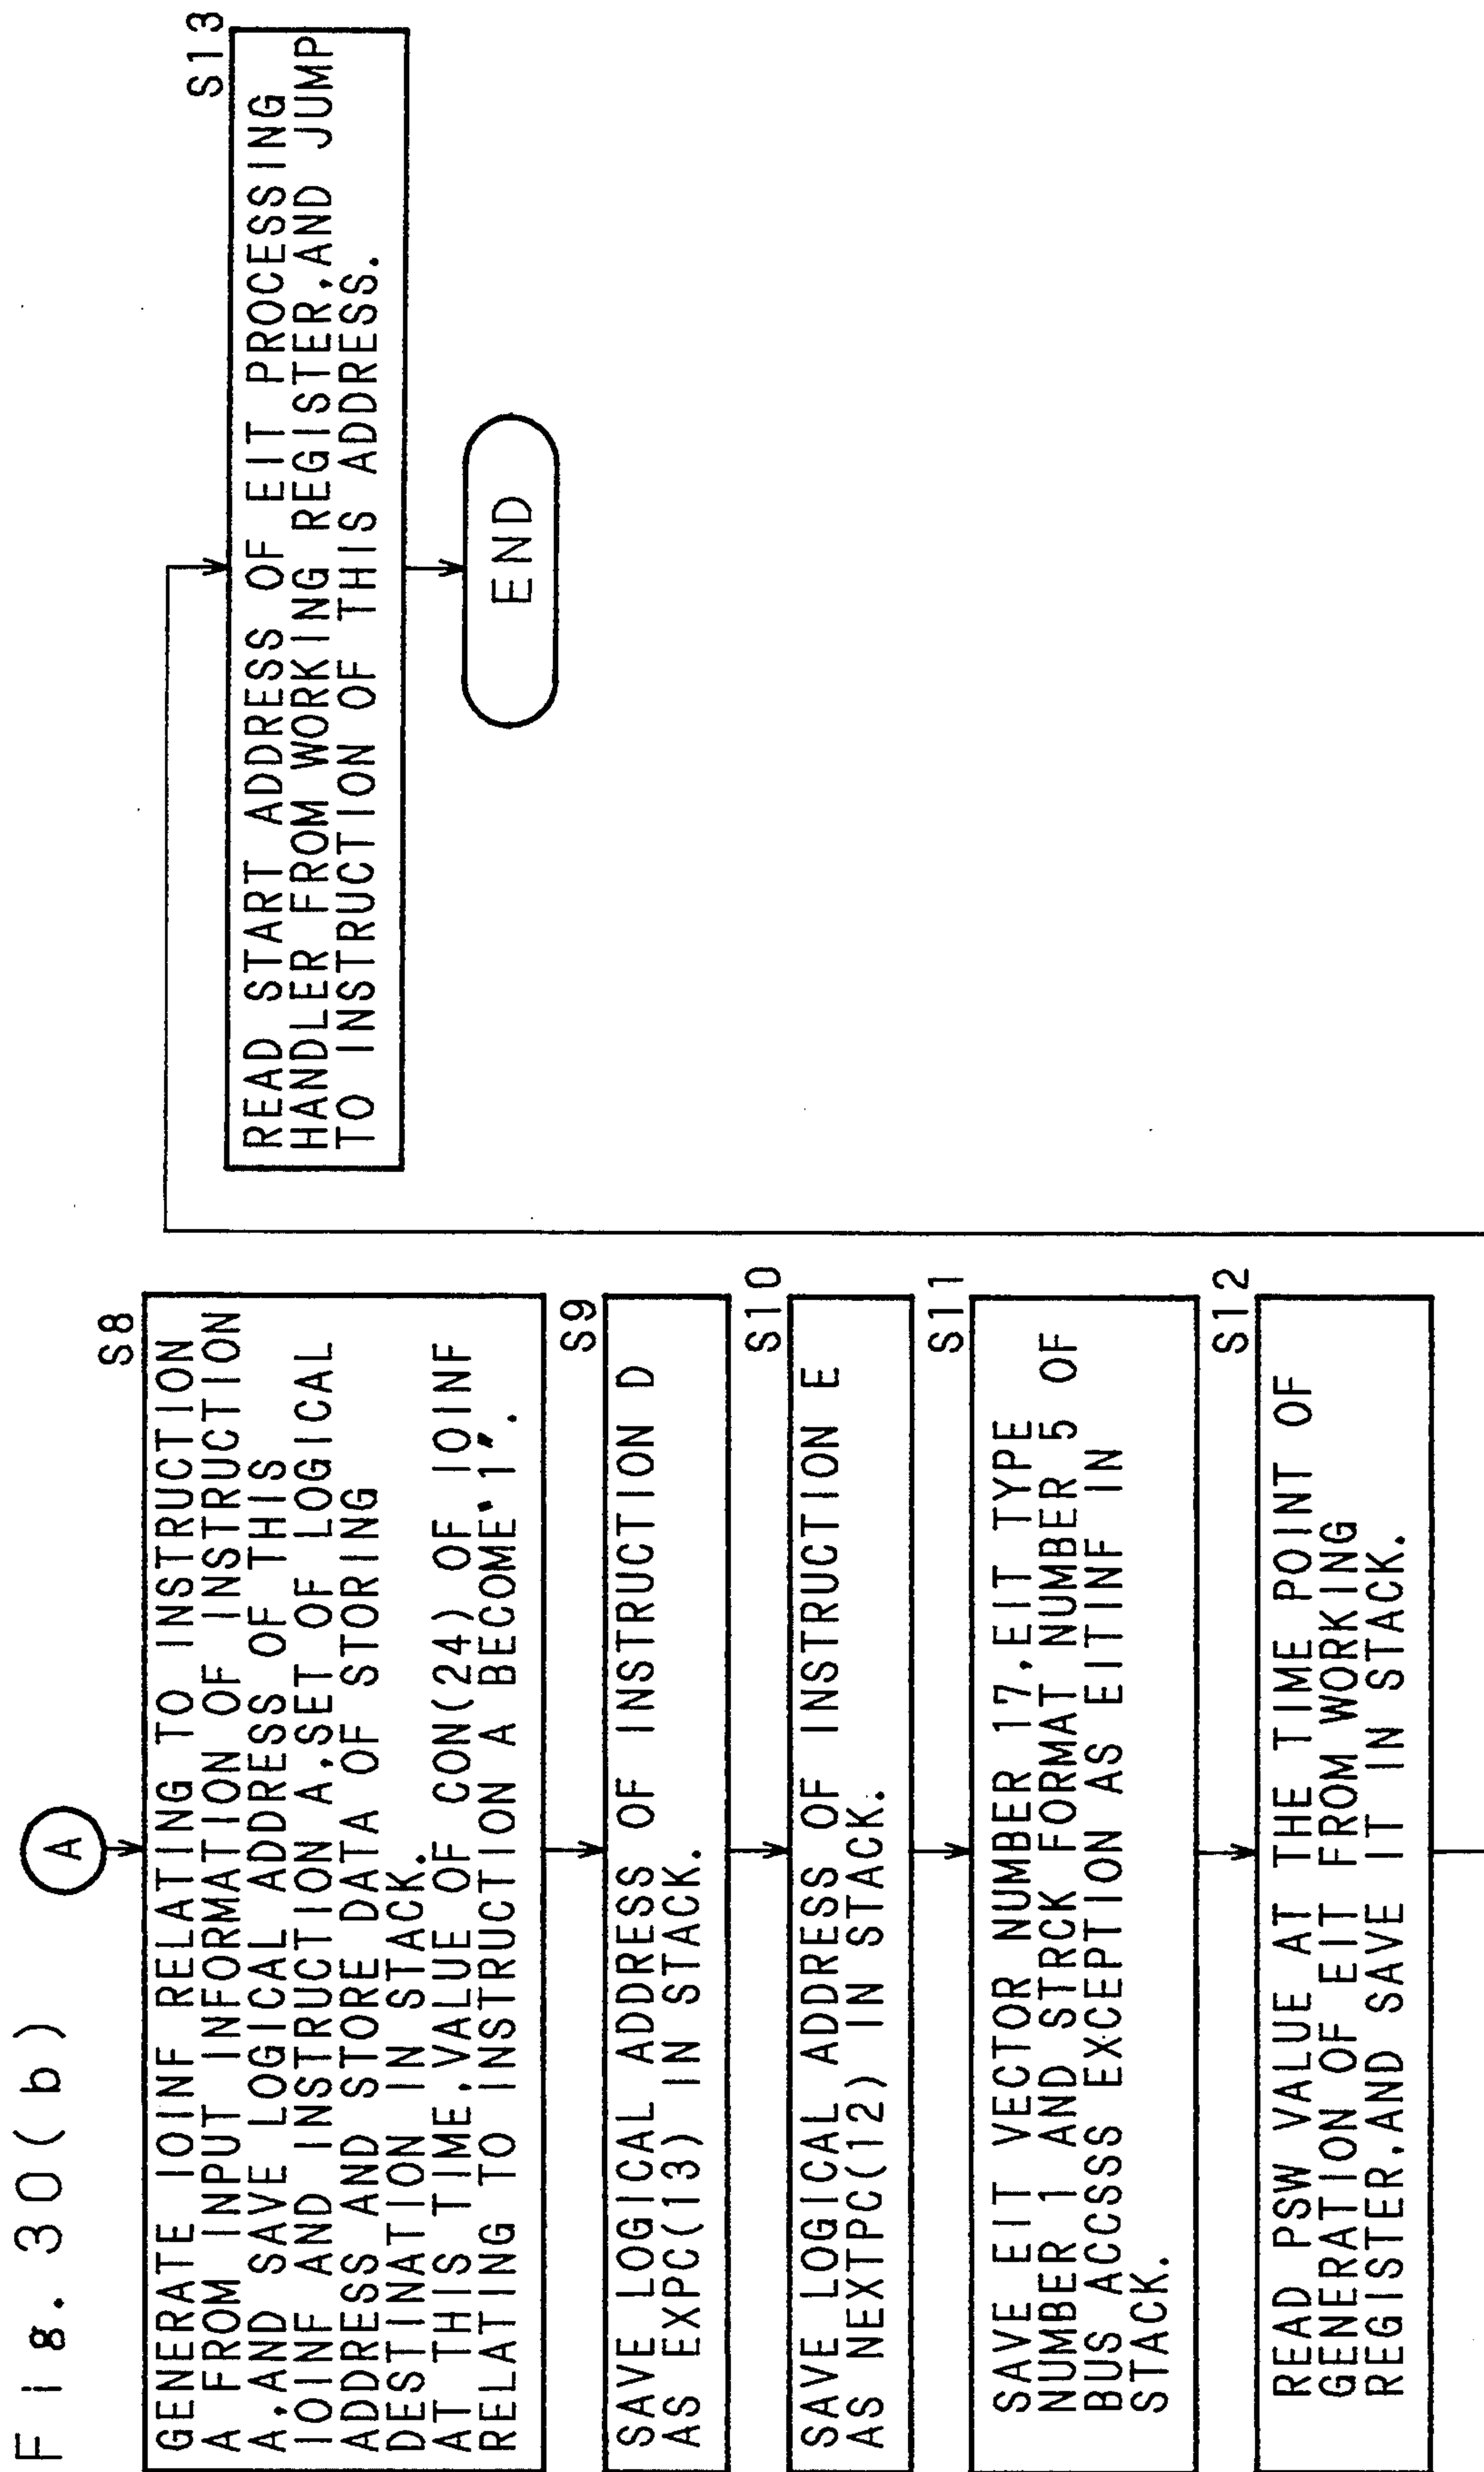 Fig. 30(b)
A
S8
GENERATE IOINF RELATING TO INSTRUCTION
A FROM INPUT INFORMATION OF INSTRUCTION
A,AND SAVE LOGICAL ADDRESS OF THIS
IOINF AND INSTRUCTION A,SET OF LOGICAL
ADDRESS AND STORE DATA OF STORING
DESTINATION IN STACK.
AT THIS TIME,VALUE OF CON(24) OF IOINF
RELATING TO INSTRUCTION A BECOME "1".
S9
SAVE LOGICAL ADDRESS OF INSTRUCTION D
AS EXPC(13) IN STACK.
S10
SAVE LOGICAL ADDRESS OF INSTRUCTION E
AS NEXTPC(12) IN STACK.
S11
SAVE EIT VECTOR NUMBER 17,EIT TYPE
NUMBER 1 AND STRCK FORMAT NUMBER 5 OF
BUS ACCSSS EXCEPTION AS EITINF IN
STACK.
S12
READ PSW VALUE AT THE TIME POINT OF
GENERATION OF EIT FROM WORKING
REGISTER,AND SAVE IT IN STACK.
S13
READ START ADDRESS OF EIT PROCESSING
HANDLER FROM WORKING REGISTER,AND JUMP
TO INSTRUCTION OF THIS ADDRESS.
END